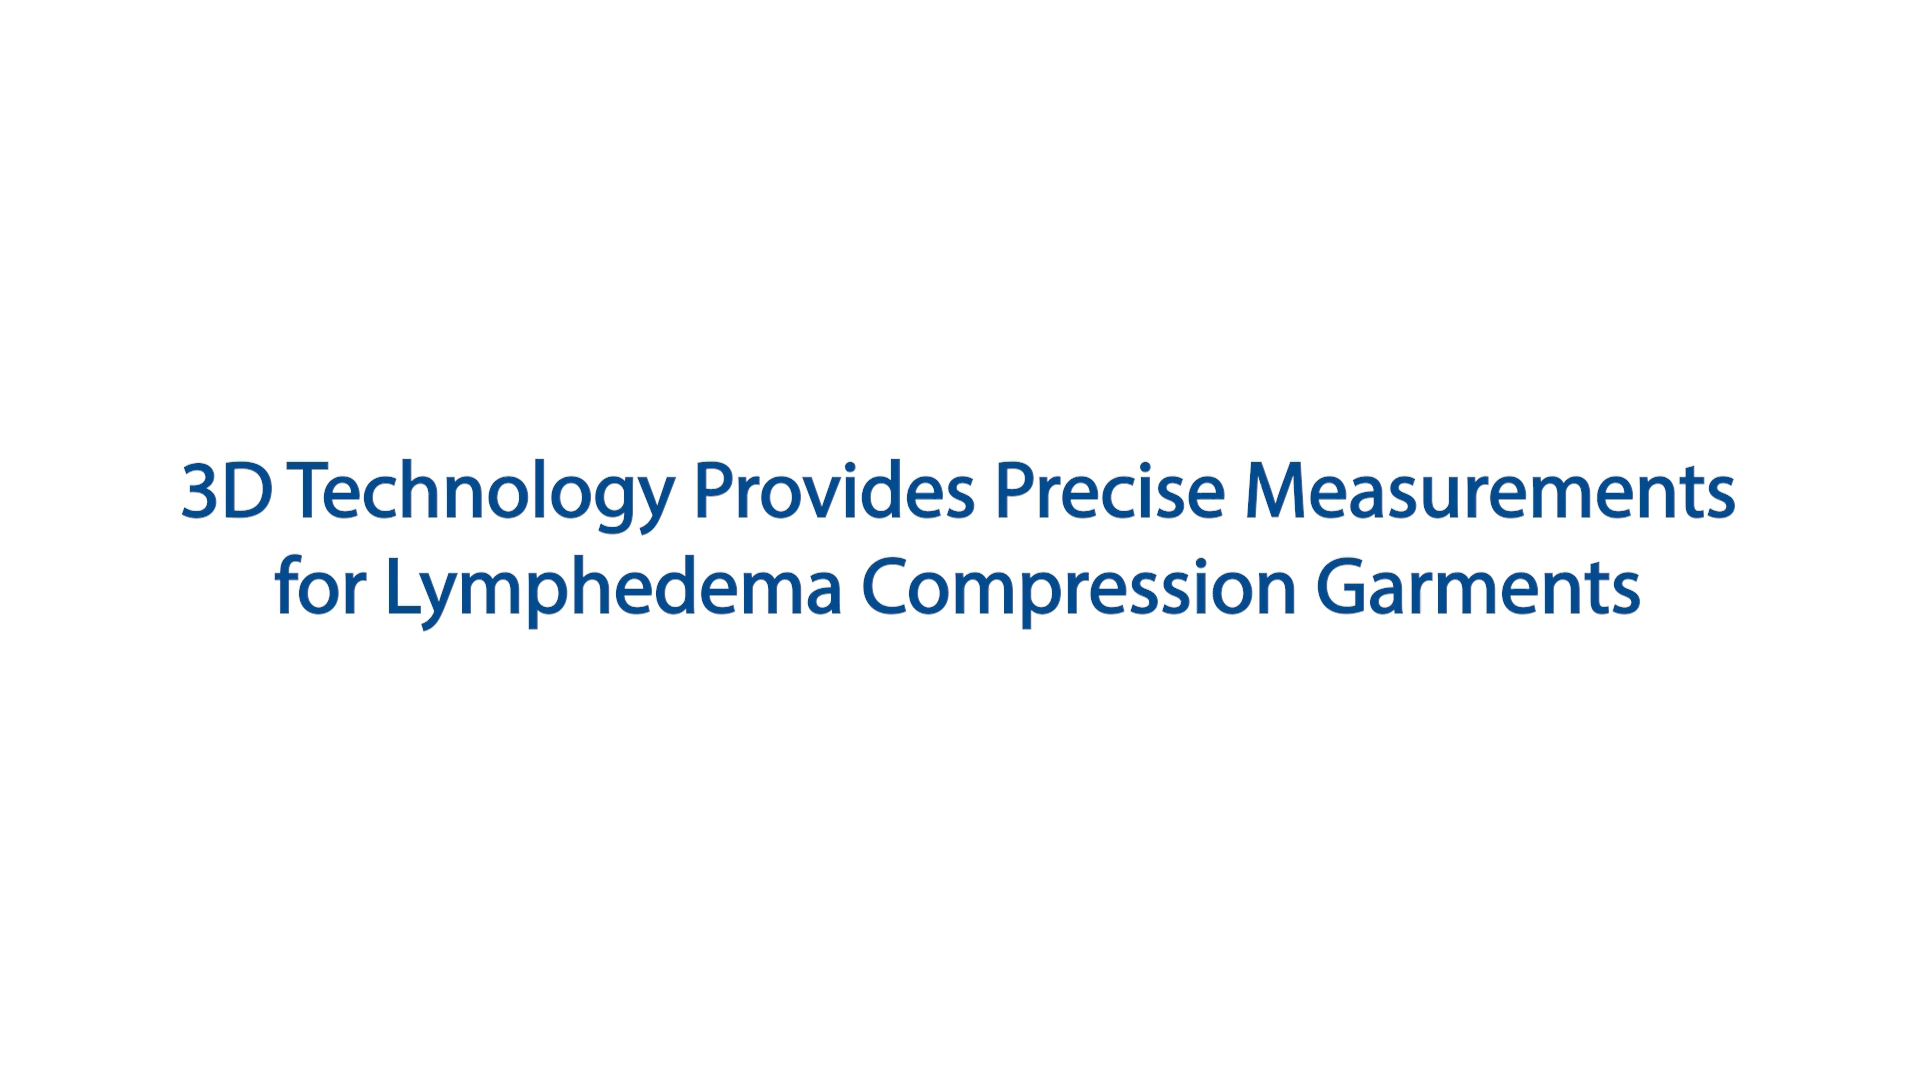 3D Technology Provides Precise Measurements
for Lymphedema Compression Garments